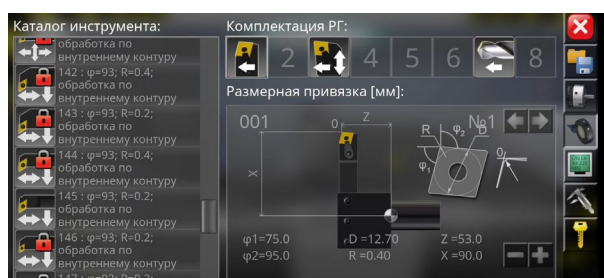 Каталог инструмента:
обработка по
внутреннему контуру
142 : φ=93; R=0.4;
обработка по
внутреннему контуру
143 : φ=93; R=0.2;
обработка по
внутреннему контуру
144 : φ=93; R=0.4;
обработка по
внутреннему контуру
145 : φ=93; R=0.2;
обработка по
внутреннему контуру
146 : φ=93; R=0.2;
обработка по
внутреннему контуру
Комплектация РГ:
2 4 5 6 8
Размерная привязка [мм]:
001
0 Z
X
№1
R φ2 D
φ1
0
φ1=75.0 D =12.70 Z =53.0
φ2=95.0 R =0.40 X =90.0